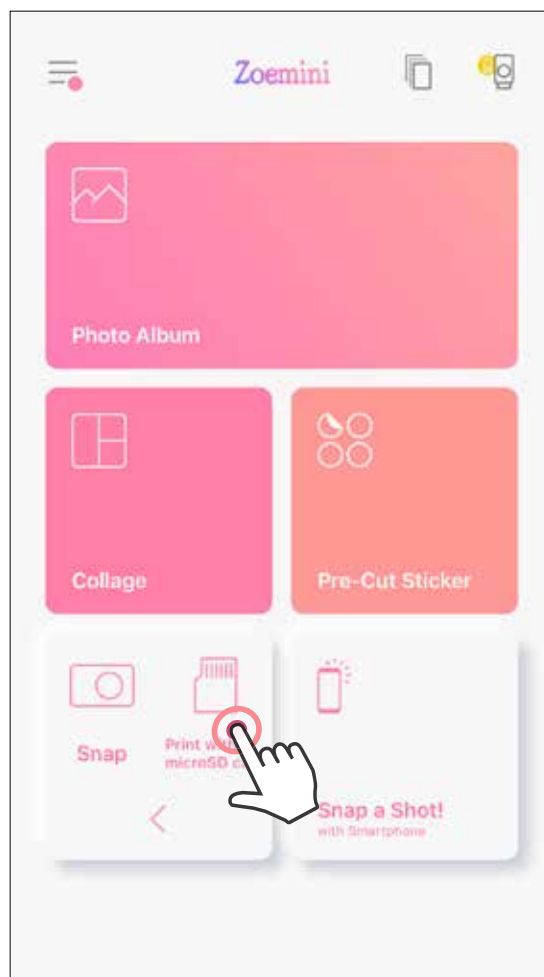 Zoemini
Photo Album
Collage
Pre-Cut Sticker
Snap
Print
microSD
Snap a Shot!
with Smartphone